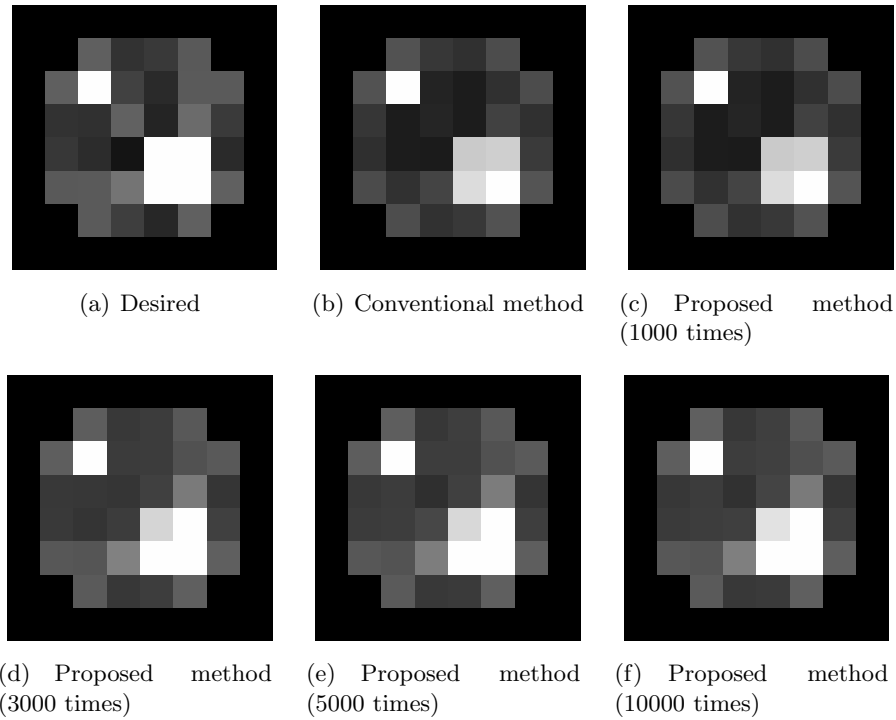 (a) Desired
(b) Conventional method
(c) Proposed method
(1000 times)
(d) Proposed method
(3000 times)
(e) Proposed method
(5000 times)
(f) Proposed method
(10000 times)